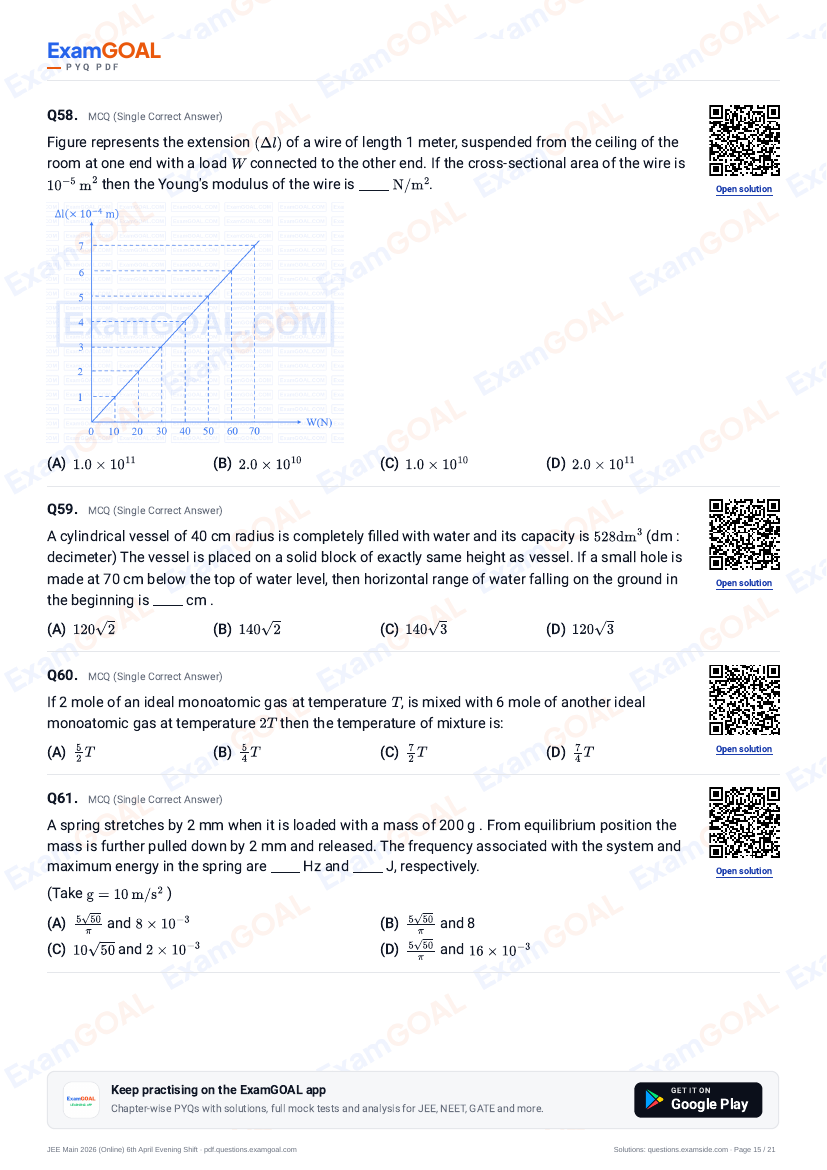 ExamGOAL
PYQ PDF
Q58. MCQ (Single Correct Answer)
Figure represents the extension (Δl) of a wire of length 1 meter, suspended from the ceiling of the
room at one end with a load W connected to the other end. If the cross-sectional area of the wire is
10⁻⁵ m² then the Young's modulus of the wire is ____ N/m².
Open solution
Δl(× 10⁻⁴ m)
7
6
5
4
3
2
1
0 10 20 30 40 50 60 70 W(N)
ExamGOAL.COM
(A) 1.0 × 10¹¹ (B) 2.0 × 10¹⁰ (C) 1.0 × 10¹⁰ (D) 2.0 × 10¹¹
Q59. MCQ (Single Correct Answer)
A cylindrical vessel of 40 cm radius is completely filled with water and its capacity is 528dm³ (dm :
decimeter) The vessel is placed on a solid block of exactly same height as vessel. If a small hole is
made at 70 cm below the top of water level, then horizontal range of water falling on the ground in
the beginning is ____ cm .
Open solution
(A) 120√2 (B) 140√2 (C) 140√3 (D) 120√3
Q60. MCQ (Single Correct Answer)
If 2 mole of an ideal monoatomic gas at temperature T, is mixed with 6 mole of another ideal
monoatomic gas at temperature 2T then the temperature of mixture is:
Open solution
(A) 5/2 T (B) 5/4 T (C) 7/2 T (D) 7/4 T
Q61. MCQ (Single Correct Answer)
A spring stretches by 2 mm when it is loaded with a mass of 200 g . From equilibrium position the
mass is further pulled down by 2 mm and released. The frequency associated with the system and
maximum energy in the spring are ____ Hz and ____ J, respectively.
Open solution
(Take g = 10 m/s² )
(A) 5√50/π and 8 × 10⁻³ (B) 5√50/π and 8
(C) 10√50 and 2 × 10⁻³ (D) 5√50/π and 16 × 10⁻³
ExamGOAL
Keep practising on the ExamGOAL app
Chapter-wise PYQs with solutions, full mock tests and analysis for JEE, NEET, GATE and more.
GET IT ON
Google Play
JEE Main 2026 (Online) 6th April Evening Shift · pdf.questions.examgoal.com
Solutions: questions.examside.com · Page 15 / 21